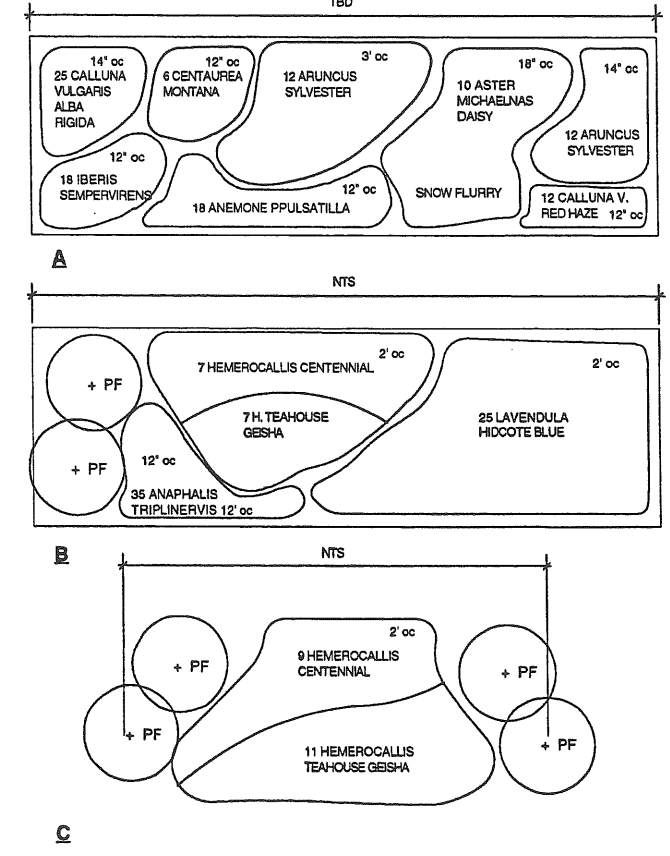 TBD
14" oc
25 CALLUNA
VULGARIS
ALBA
RIGIDA
12" oc
6 CENTAUREA
MONTANA
3' oc
12 ARUNCUS
SYLVESTER
18" oc
10 ASTER
MICHAELNAS
DAISY
SNOW FLURRY
14" oc
12 ARUNCUS
SYLVESTER
12" oc
18 IBERIS
SEMPERVIRENS
12" oc
18 ANEMONE PPULSATILLA
12 CALLUNA V.
RED HAZE 12" oc
A
NTS
+ PF
+ PF
2' oc
7 HEMEROCALLIS CENTENNIAL
7 H. TEAHOUSE
GEISHA
12" oc
35 ANAPHALIS
TRIPLINERVIS 12' oc
2' oc
25 LAVENDULA
HIDCOTE BLUE
B
NTS
+ PF
+ PF
2' oc
9 HEMEROCALLIS
CENTENNIAL
11 HEMEROCALLIS
TEAHOUSE GEISHA
+ PF
+ PF
C